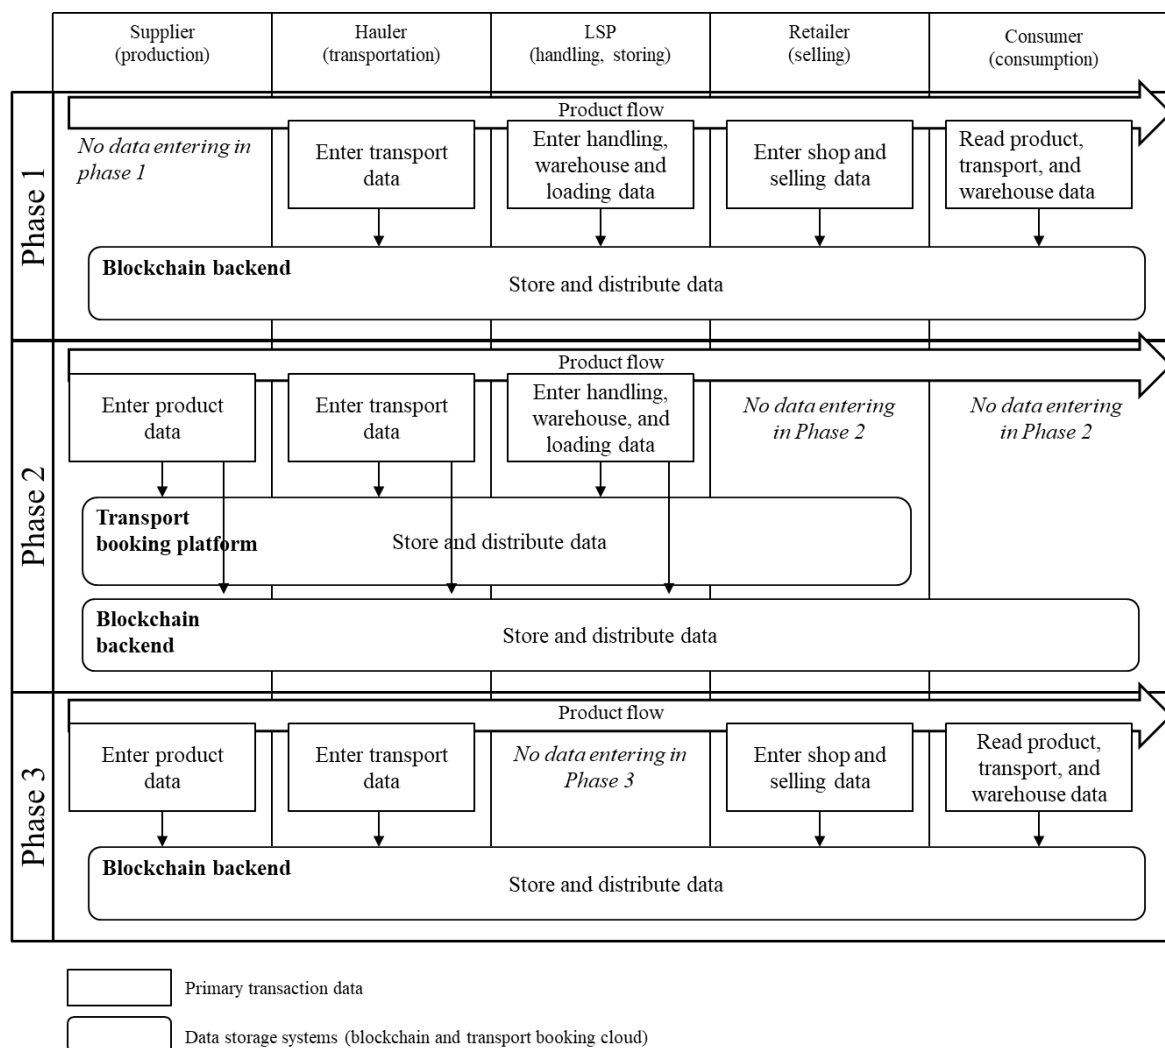 Supplier
(production)
Hauler
(transportation)
LSP
(handling, storing)
Retailer
(selling)
Consumer
(consumption)
Phase 1
Product flow
No data entering in
phase 1
Enter transport
data
Enter handling,
warehouse and
loading data
Enter shop and
selling data
Read product,
transport, and
warehouse data
Blockchain backend
Store and distribute data
Phase 2
Product flow
Enter product
data
Enter transport
data
Enter handling,
warehouse, and
loading data
No data entering
in Phase 2
No data entering
in Phase 2
Transport
booking platform
Store and distribute data
Blockchain
backend
Store and distribute data
Phase 3
Product flow
Enter product
data
Enter transport
data
No data entering in
Phase 3
Enter shop and
selling data
Read product,
transport, and
warehouse data
Blockchain backend
Store and distribute data
Primary transaction data
Data storage systems (blockchain and transport booking cloud)